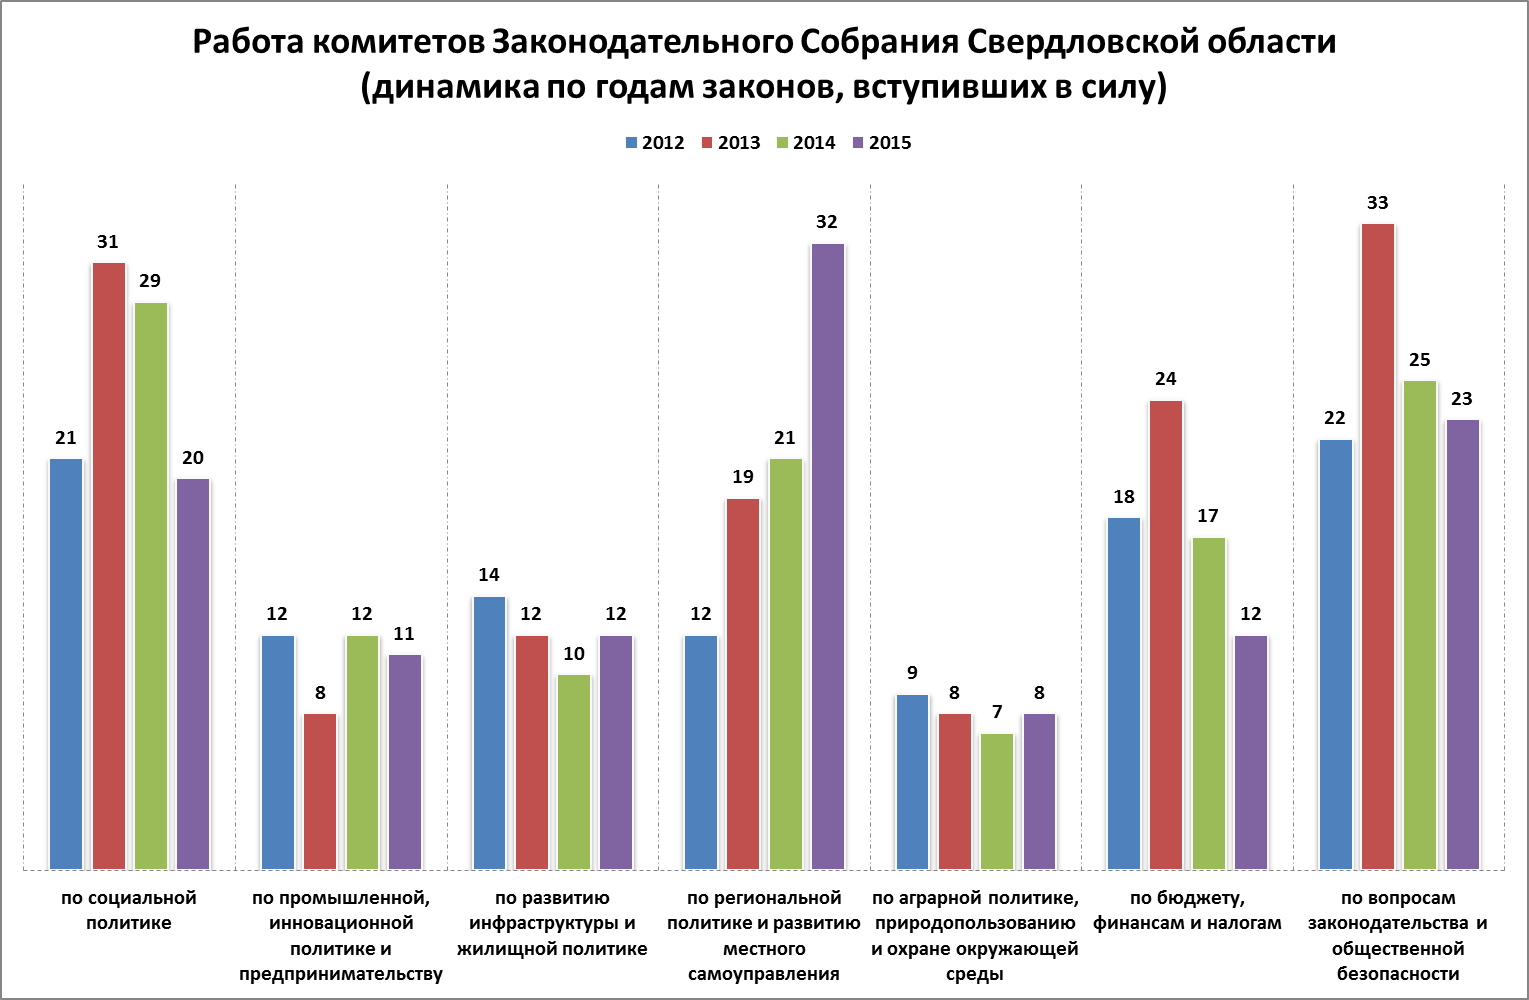 Работа комитетов Законодательного Собрания Свердловской области
(динамика по годам законов, вступивших в силу)
2012 2013 2014 2015
21 31 29 20
12 8 12 11
14 12 10 12
12 19 21 32
9 8 7 8
18 24 17 12
22 33 25 23
по социальной
политике
по промышленной,
инновационной
политике и
предпринимательству
по развитию
инфраструктуры и
жилищной политике
по региональной
политике и развитию
местного
самоуправления
по аграрной политике,
природопользованию
и охране окружающей
среды
по бюджету,
финансам и налогам
по вопросам
законодательства и
общественной
безопасности